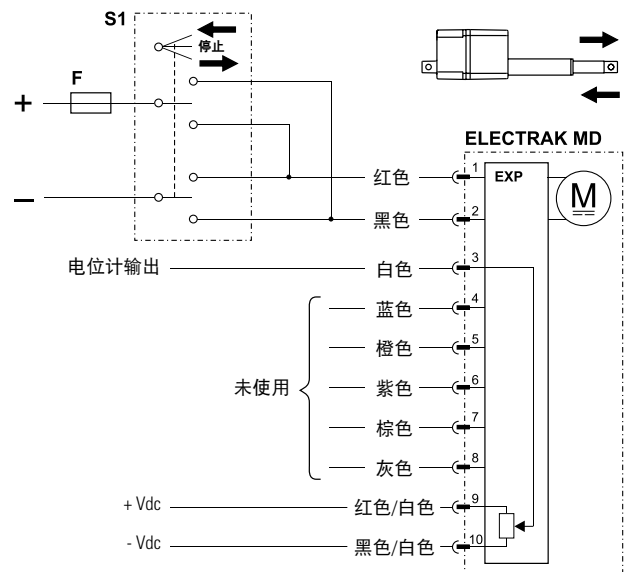 S1
停止
F
+
−
ELECTRAK MD
EXP
M
红色 1
黑色 2
电位计输出 白色 3
未使用
蓝色 4
橙色 5
紫色 6
棕色 7
灰色 8
+ Vdc 红色/白色 9
- Vdc 黑色/白色 10